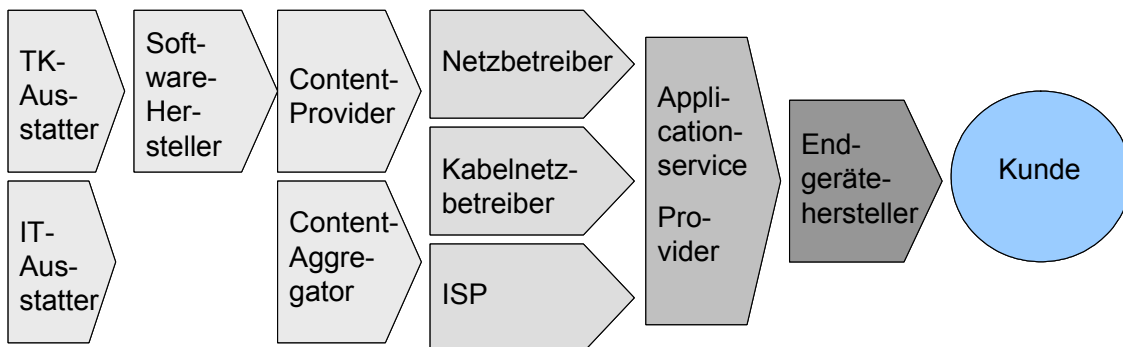 TK-
Aus-
statter
Soft-
ware-
Her-
steller
Content-
Provider
Netzbetreiber
Kabelnetz-
betreiber
IT-
Aus-
statter
Content-
Aggre-
gator
ISP
Appli-
cation-
service
Pro-
vider
End-
geräte-
hersteller
Kunde